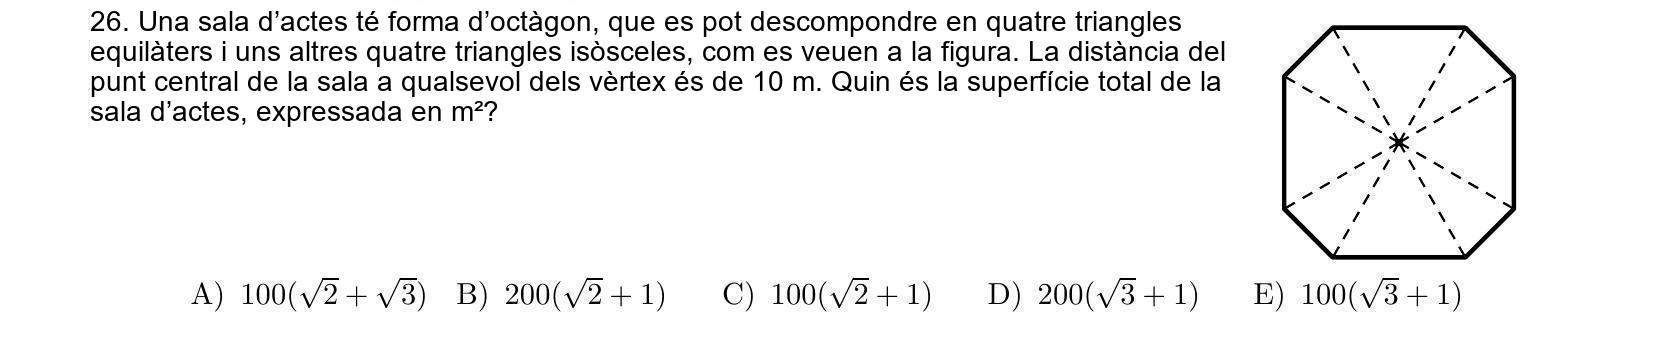 26. Una sala d’actes té forma d’octàgon, que es pot descompondre en quatre triangles
equilàters i uns altres quatre triangles isòsceles, com es veuen a la figura. La distància del
punt central de la sala a qualsevol dels vèrtex és de 10 m. Quin és la superfície total de la
sala d’actes, expressada en m²?
A) 100(√2 + √3) B) 200(√2 + 1) C) 100(√2 + 1) D) 200(√3 + 1) E) 100(√3 + 1)